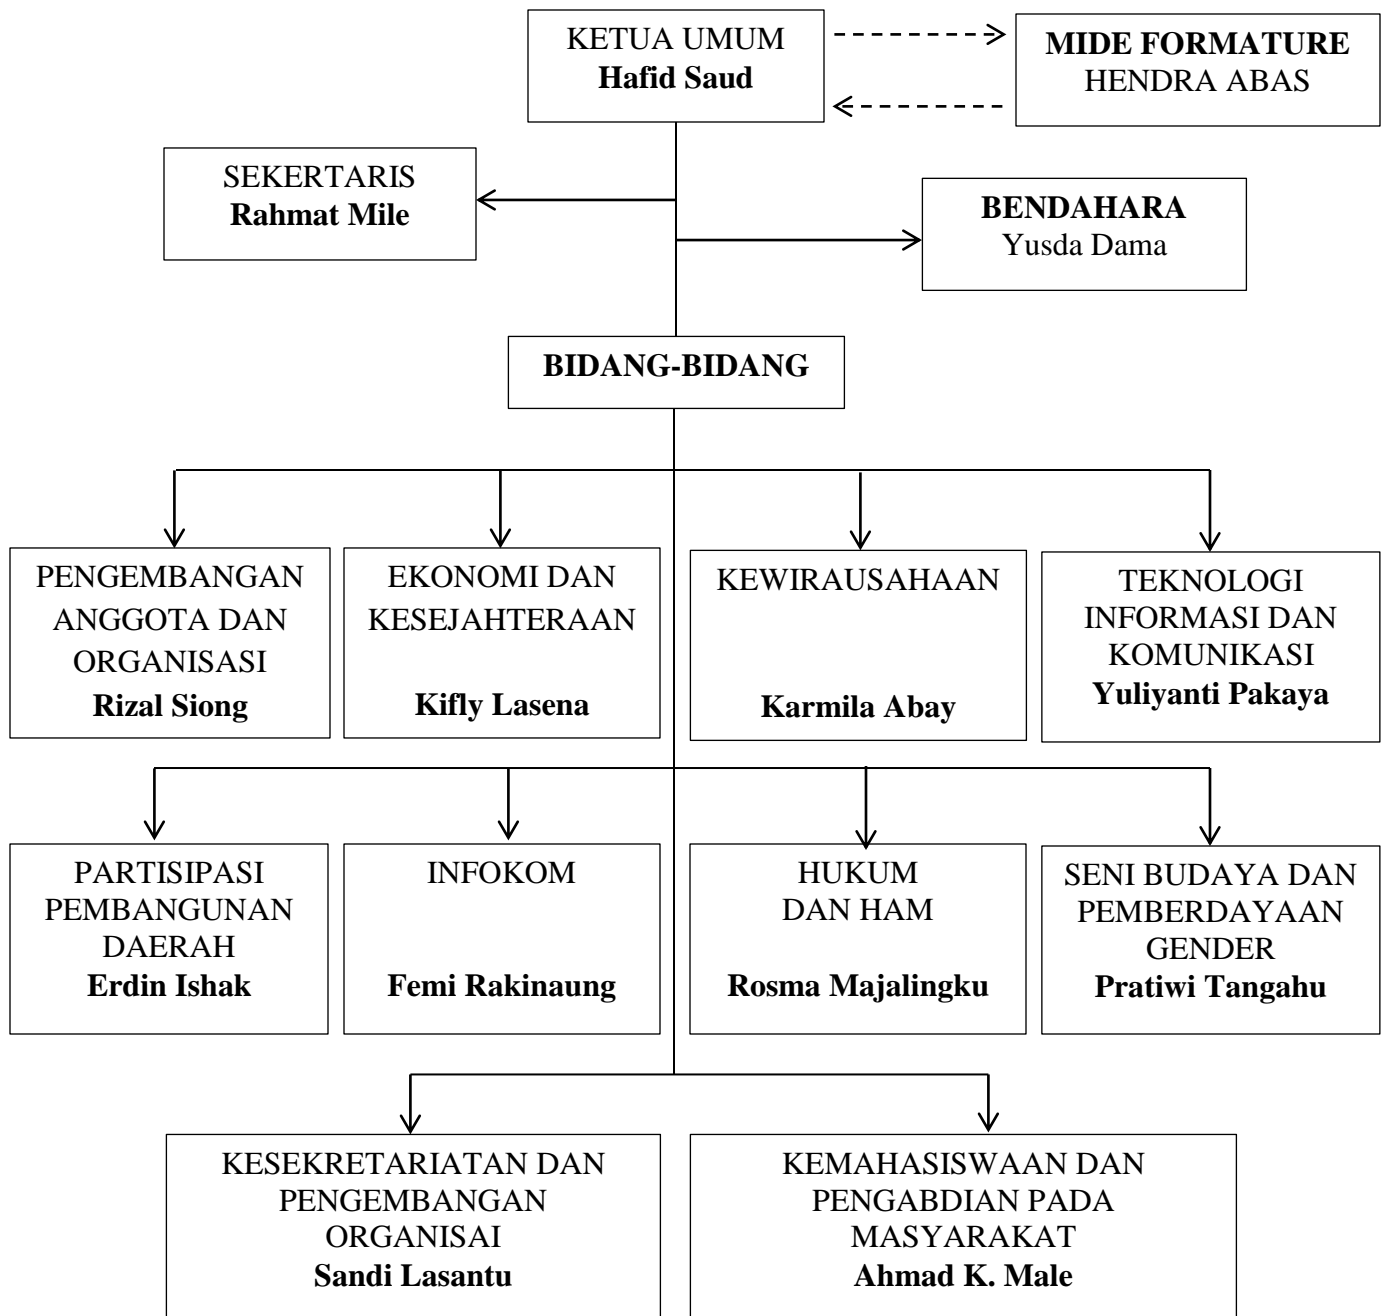 KETUA UMUM
Hafid Saud
MIDE FORMATURE
HENDRA ABAS
SEKERTARIS
Rahmat Mile
BENDAHARA
Yusda Dama
BIDANG-BIDANG
PENGEMBANGAN
ANGGOTA DAN
ORGANISASI
Rizal Siong
EKONOMI DAN
KESEJAHTERAAN
Kifly Lasena
KEWIRAUSAHAAN
Karmila Abay
TEKNOLOGI
INFORMASI DAN
KOMUNIKASI
Yuliyanti Pakaya
PARTISIPASI
PEMBANGUNAN
DAERAH
Erdin Ishak
INFOKOM
Femi Rakinaung
HUKUM
DAN HAM
Rosma Majalingku
SENI BUDAYA DAN
PEMBERDAYAAN
GENDER
Pratiwi Tangahu
KESEKRETARIATAN DAN
PENGEMBANGAN
ORGANISAI
Sandi Lasantu
KEMAHASISWAAN DAN
PENGABDIAN PADA
MASYARAKAT
Ahmad K. Male